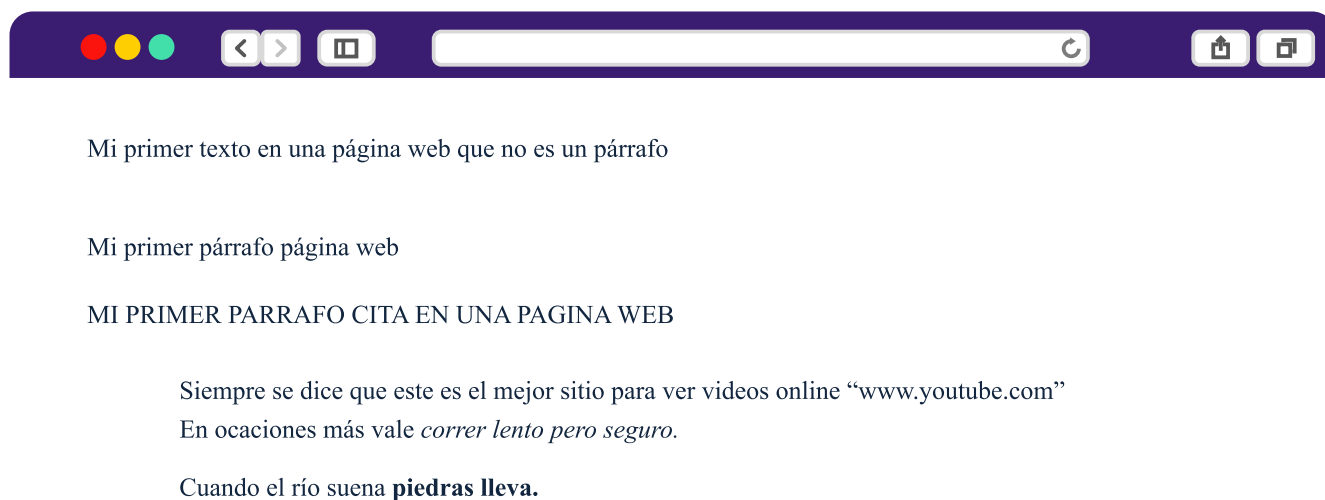 Mi primer texto en una página web que no es un párrafo
Mi primer párrafo página web
MI PRIMER PARRAFO CITA EN UNA PAGINA WEB
Siempre se dice que este es el mejor sitio para ver videos online “www.youtube.com”
En ocaciones más vale correr lento pero seguro.
Cuando el río suena piedras lleva.